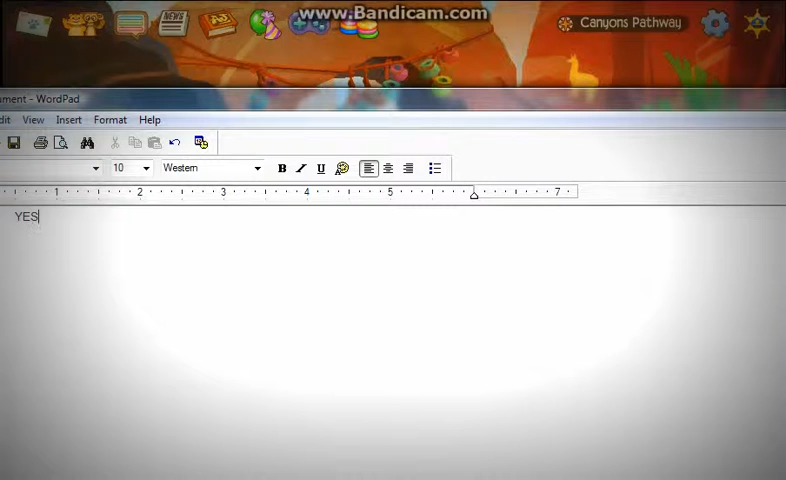 www.Bandicam.com
NEWS
Canyons Pathway
ument - WordPad
dit View Insert Format Help
10 Western
B I U
1 2 3 4 5 7
YES